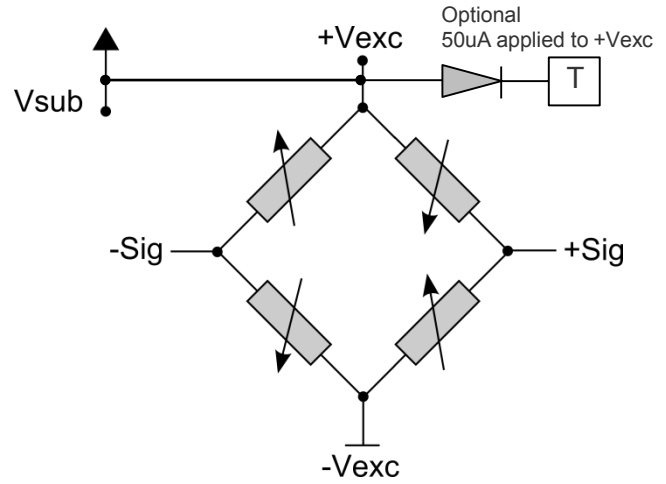 Optional
50uA applied to +Vexc
+Vexc
T
Vsub
-Sig
+Sig
-Vexc